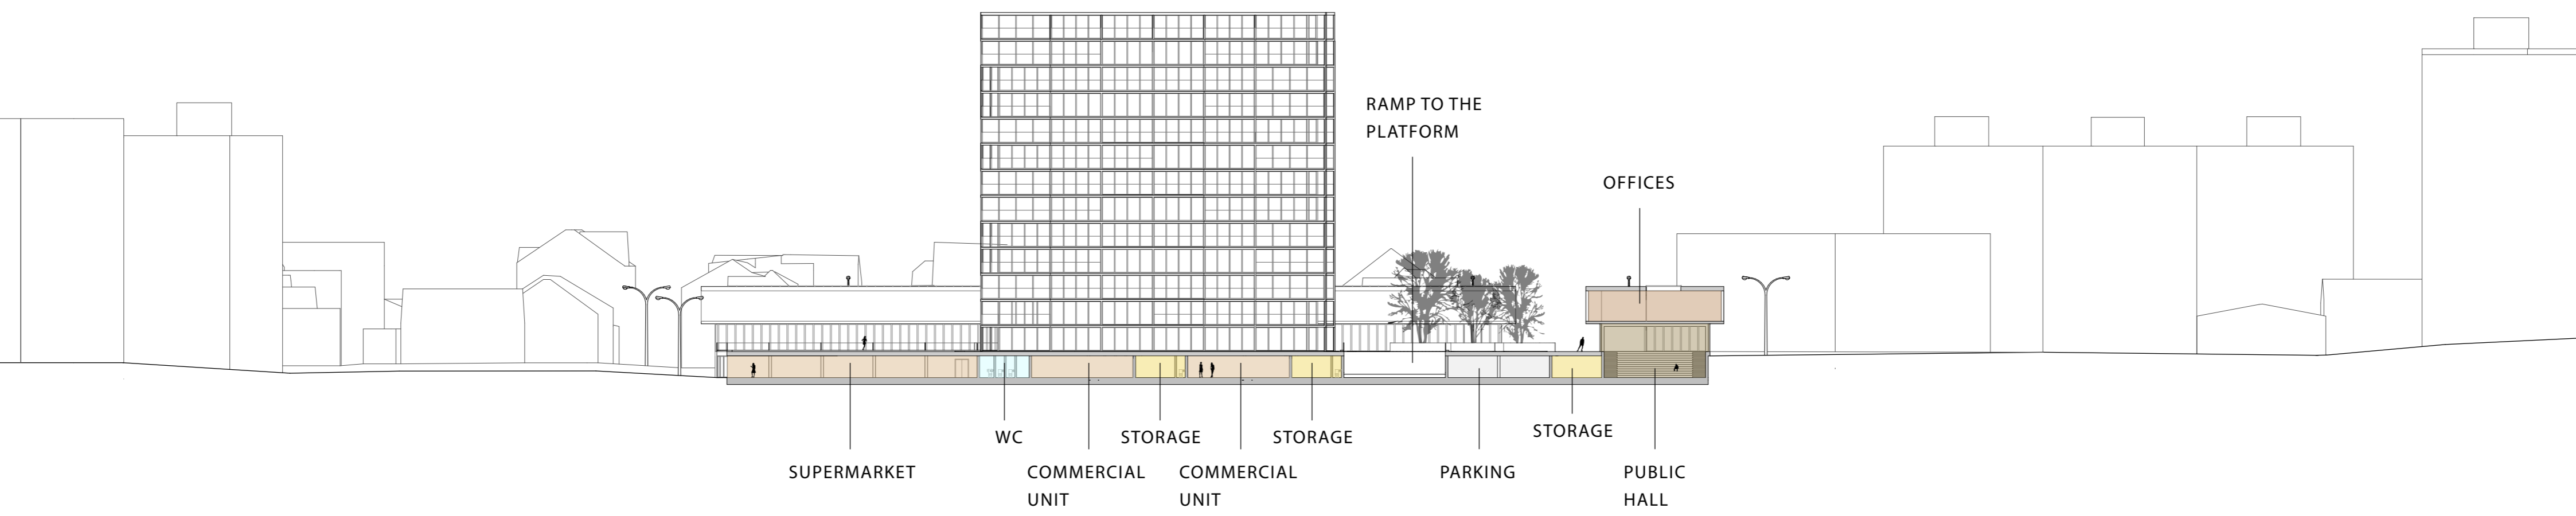 RAMP TO THE
PLATFORM
OFFICES
WC
STORAGE
STORAGE
STORAGE
SUPERMARKET
COMMERCIAL
UNIT
COMMERCIAL
UNIT
PARKING
PUBLIC
HALL